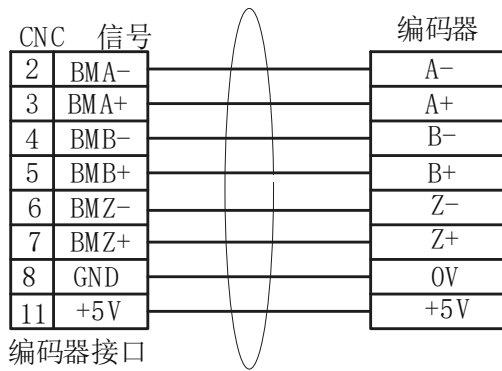 CNC 信号 编码器
2 BMA- A-
3 BMA+ A+
4 BMB- B-
5 BMB+ B+
6 BMZ- Z-
7 BMZ+ Z+
8 GND 0V
11 +5V +5V
编码器接口